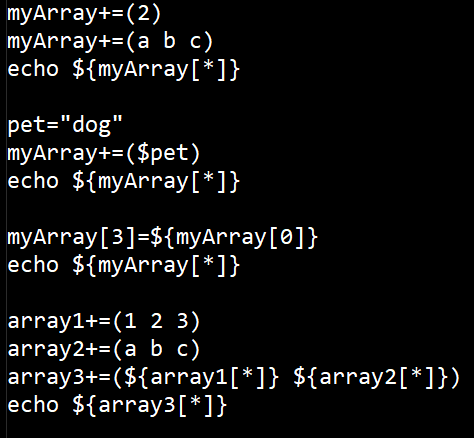 myArray+=(2)
myArray+=(a b c)
echo ${myArray[*]}
pet="dog"
myArray+=($pet)
echo ${myArray[*]}
myArray[3]=${myArray[0]}
echo ${myArray[*]}
array1+=(1 2 3)
array2+=(a b c)
array3+=(${array1[*]} ${array2[*]})
echo ${array3[*]}